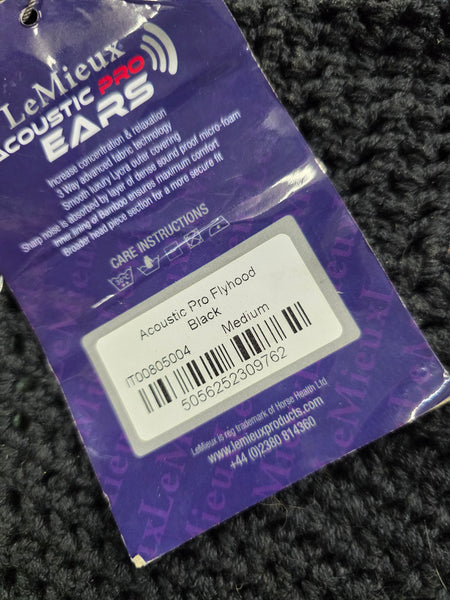 LeMieux
ACOUSTIC PRO
EARS
Increase concentration & relaxation
3 Way advanced fabric technology
Smooth luxury Lycra outer covering
Sharp noise is absorbed by layer of dense sound proof micro-foam
Inner lining of Bamboo ensures maximum comfort
Broader head piece section for a more secure fit
CARE INSTRUCTIONS
Acoustic Pro Flyhood
Black
IT00805004 Medium
5056252309762
LeMieux is reg trademark of Horse Health Ltd
www.lemieuxproducts.com
+44 (0)2380 814360